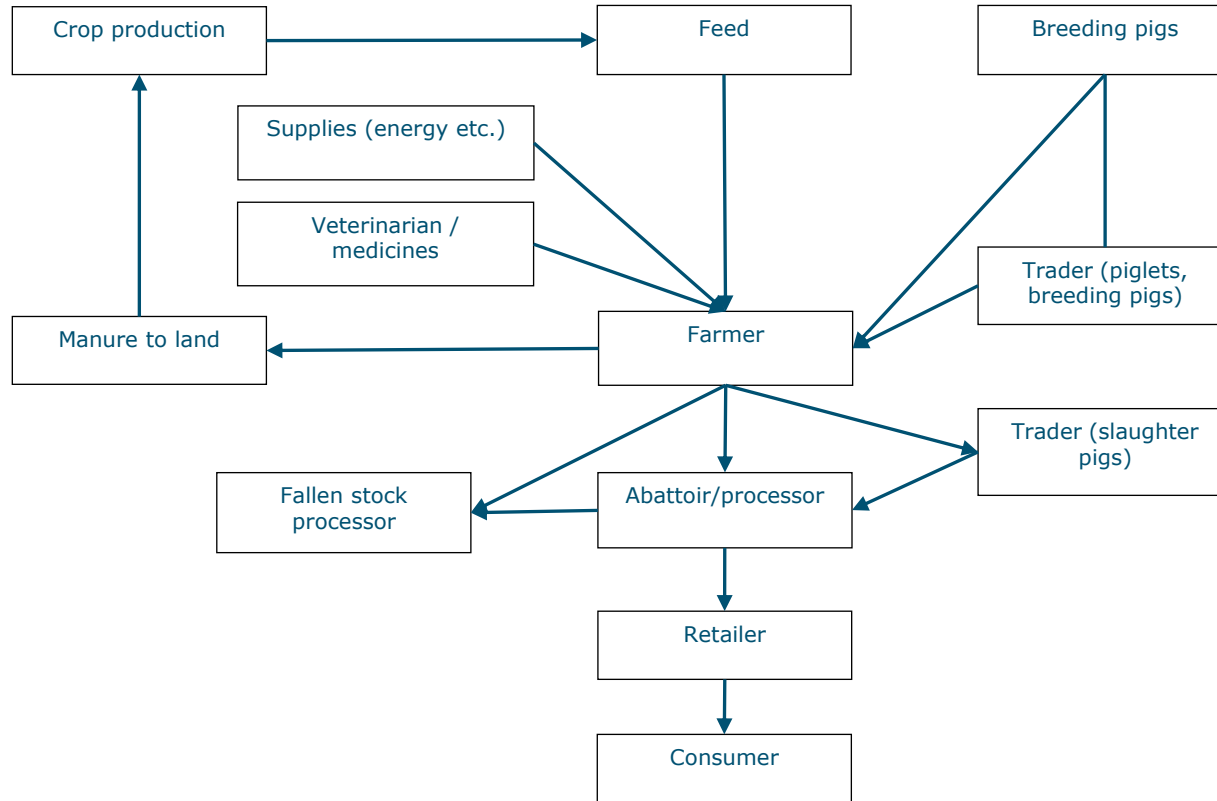 Crop production
Feed
Breeding pigs
Supplies (energy etc.)
Veterinarian /
medicines
Trader (piglets,
breeding pigs)
Manure to land
Farmer
Trader (slaughter
pigs)
Fallen stock
processor
Abattoir/processor
Retailer
Consumer